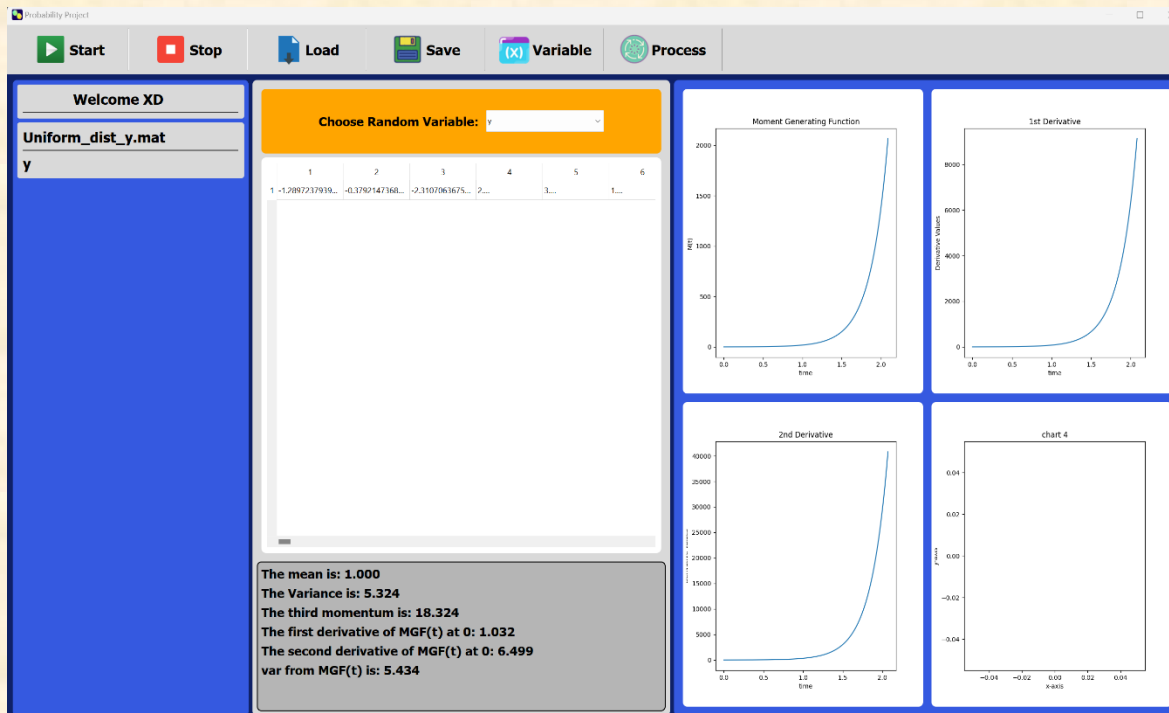 Probability Project
Start Stop Load Save (x) Variable Process
Welcome XD
Uniform_dist_y.mat
y
Choose Random Variable: y
1 2 3 4 5 6
1 -1.2897237939... -0.3792147368... -2.3107063675... 2.... 3.... 1....
The mean is: 1.000
The Variance is: 5.324
The third momentum is: 18.324
The first derivative of MGF(t) at 0: 1.032
The second derivative of MGF(t) at 0: 6.499
var from MGF(t) is: 5.434
Moment Generating Function
M(t)
2000
1500
1000
500
0
0.0 0.5 1.0 1.5 2.0
time
1st Derivative
Derivative Values
8000
6000
4000
2000
0
0.0 0.5 1.0 1.5 2.0
time
2nd Derivative
40000
35000
30000
25000
20000
15000
10000
5000
0
0.0 0.5 1.0 1.5 2.0
time
chart 4
y-axis
0.04
0.02
0.00
−0.02
−0.04
−0.04 −0.02 0.00 0.02 0.04
x-axis